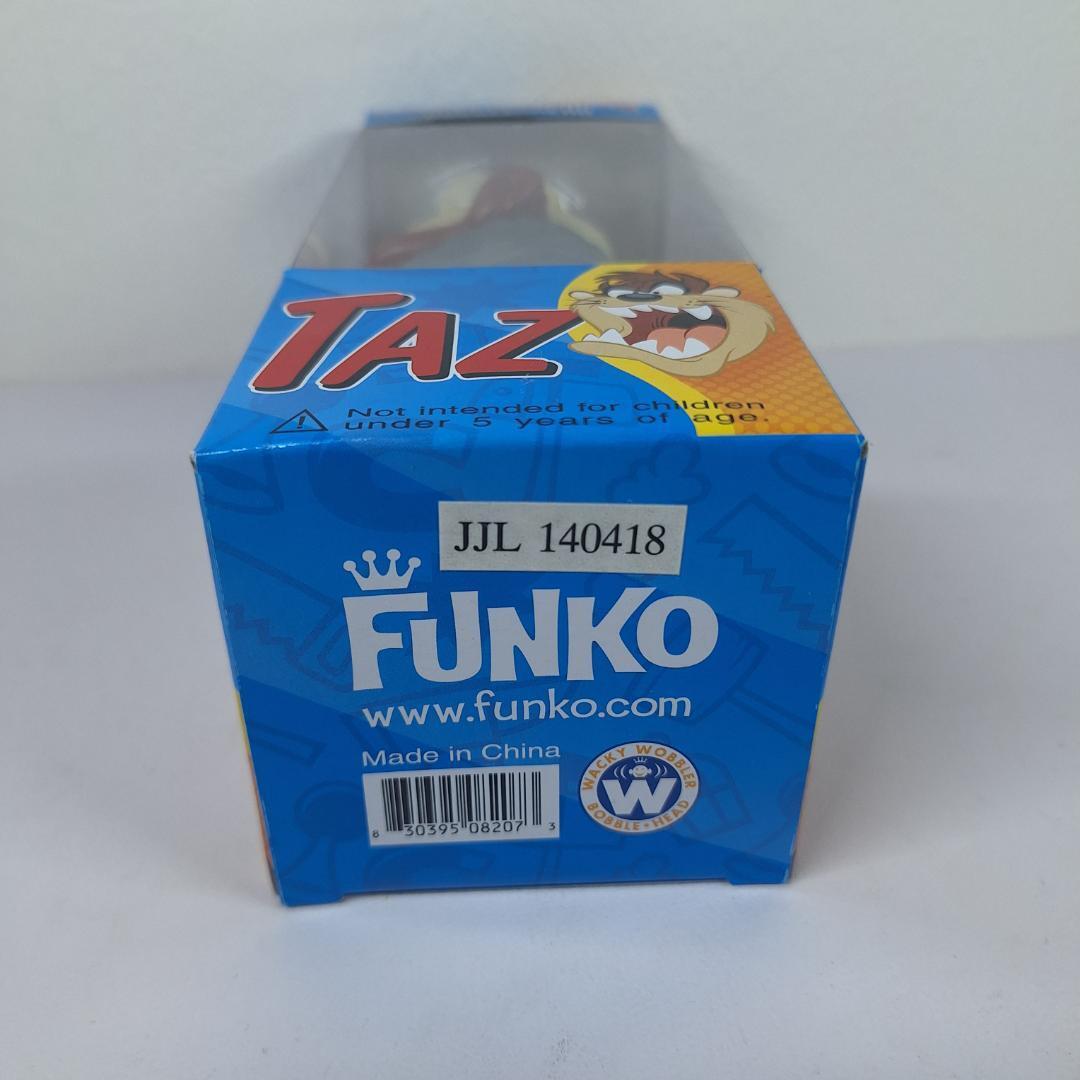 TAZ
Not intended for children
under 5 years of age.
JJL 140418
FUNKO
www.funko.com
Made in China
8 30395 08207 3
WACKY WOBBLER
W
BOBBLE • HEAD